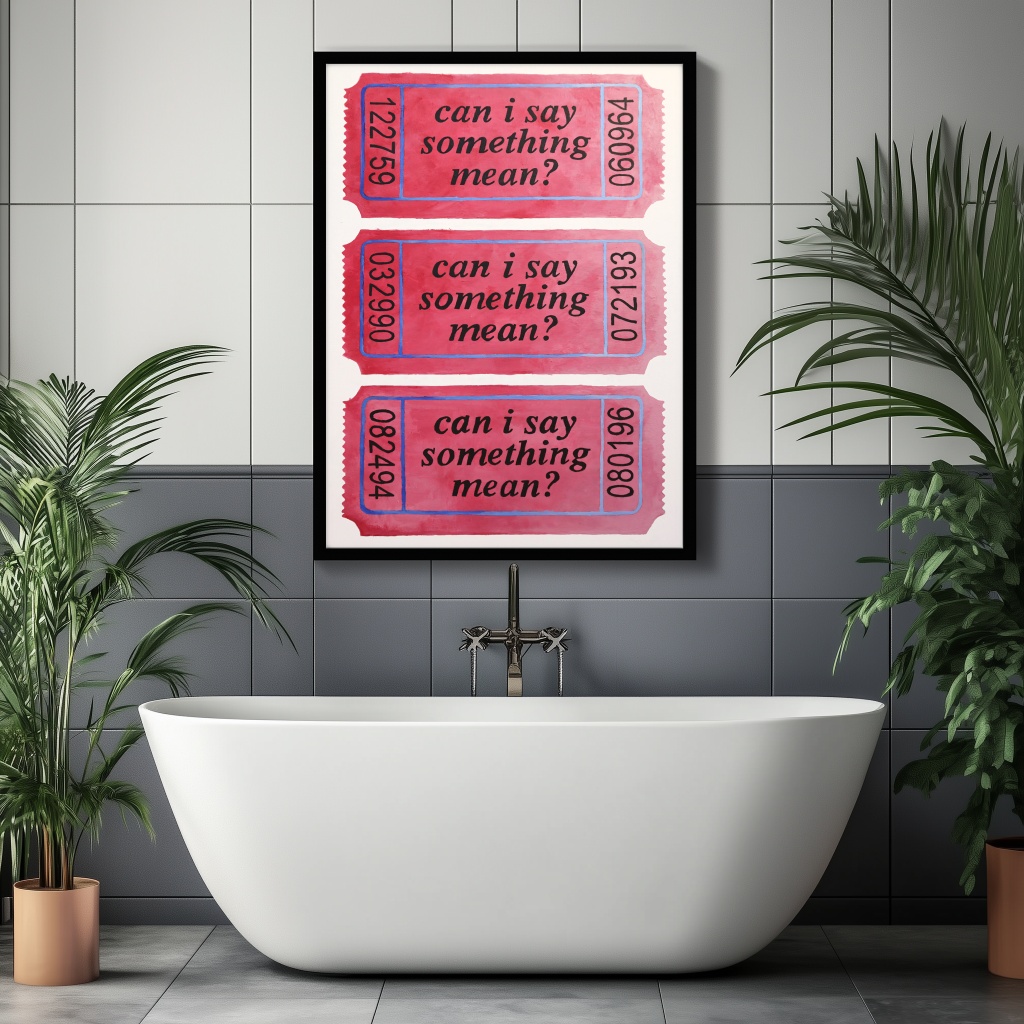 122759
can i say
something
mean?
060964
032990
can i say
something
mean?
072193
082494
can i say
something
mean?
080196